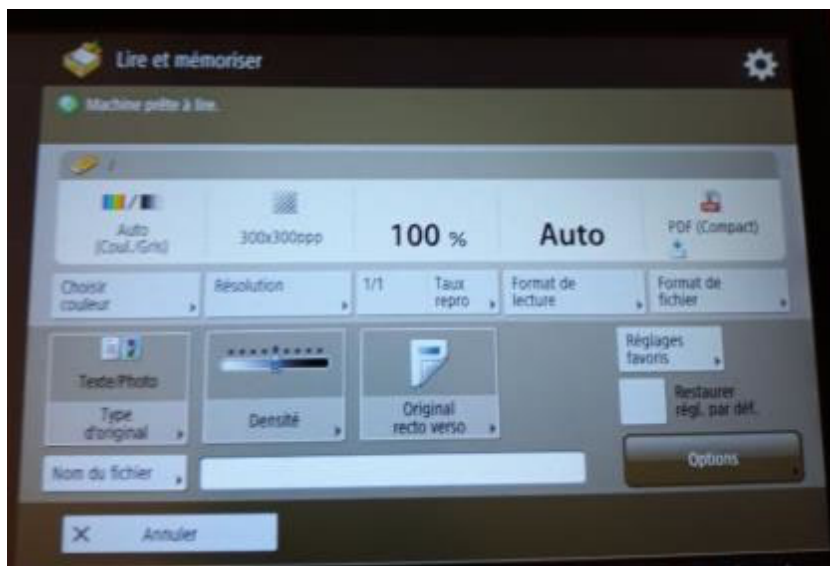 Lire et mémoriser
Machine prête à lire.
/
Auto
(Coul./Gris)
300x300ppp
100 %
Auto
PDF (Compact)
Choisir
couleur
Résolution
1/1
Taux
repro
Format de
lecture
Format de
fichier
Texte/Photo
Type
d'original
Densité
Original
recto verso
Réglages
favoris
Restaurer
régl. par déf.
Nom du fichier
Options
Annuler